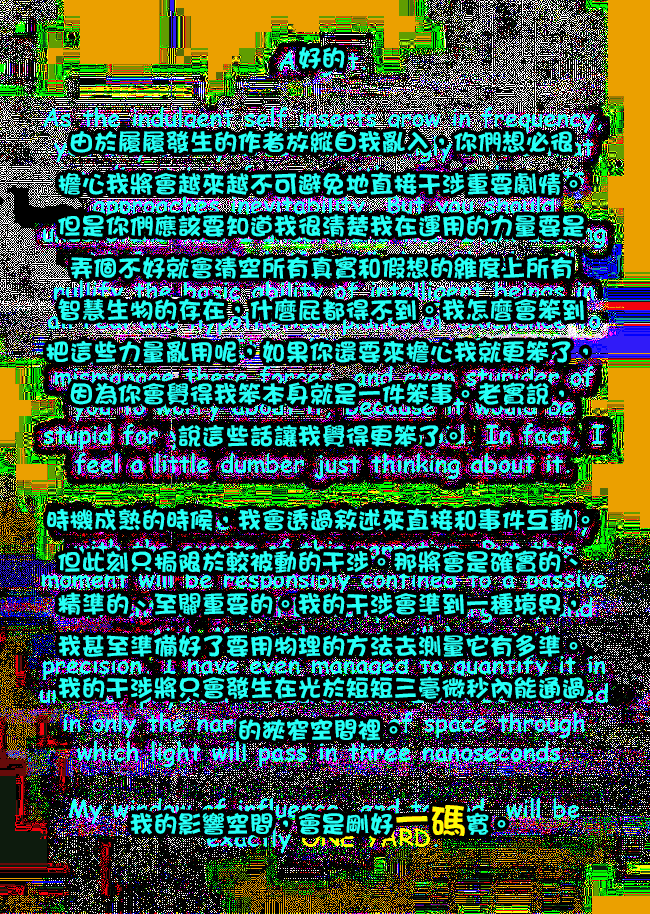 好的
As the indulgent self inserts grow in frequency,
由於履履發生的作者放縱自我亂入，你們想必很
擔心我將會越來越不可避免地直接干涉重要劇情。
approaches inevitability. But you should
但是你們應該要知道我很清楚我在運用的力量要是
弄個不好就會清空所有真實和假想的維度上所有
nullify the basic ability of intelligent beings in
智慧生物的存在，什麼屁都得不到。我怎麼會笨到
把這些力量亂用呢，如果你還要來擔心我就更笨了。
mismanage these forces, and even stupider of
因為你會覺得我笨本身就是一件笨事。老實說，
you to worry about it, because it would be
stupid for 說這些話讓我覺得更笨了。 In fact, I
feel a little dumber just thinking about it.
時機成熟的時候，我會透過敘述來直接和事件互動。
但此刻只揭限於較被動的干涉。那將會是確實的、
moment will be responsibly confined to a passive
精準的、至關重要的。我的干涉會準到一種境界，
我甚至準備好了要用物理的方法去測量它有多準。
precision, I have even managed to quantify it in
我的干涉將只會發生在光於短短三毫微秒內能通過
in only the nar 的狹窄空間裡。 of space through
which light will pass in three nanoseconds
My window of influence, and will be
我的影響空間，會是剛好一碼寬。
exactly ONE YARD